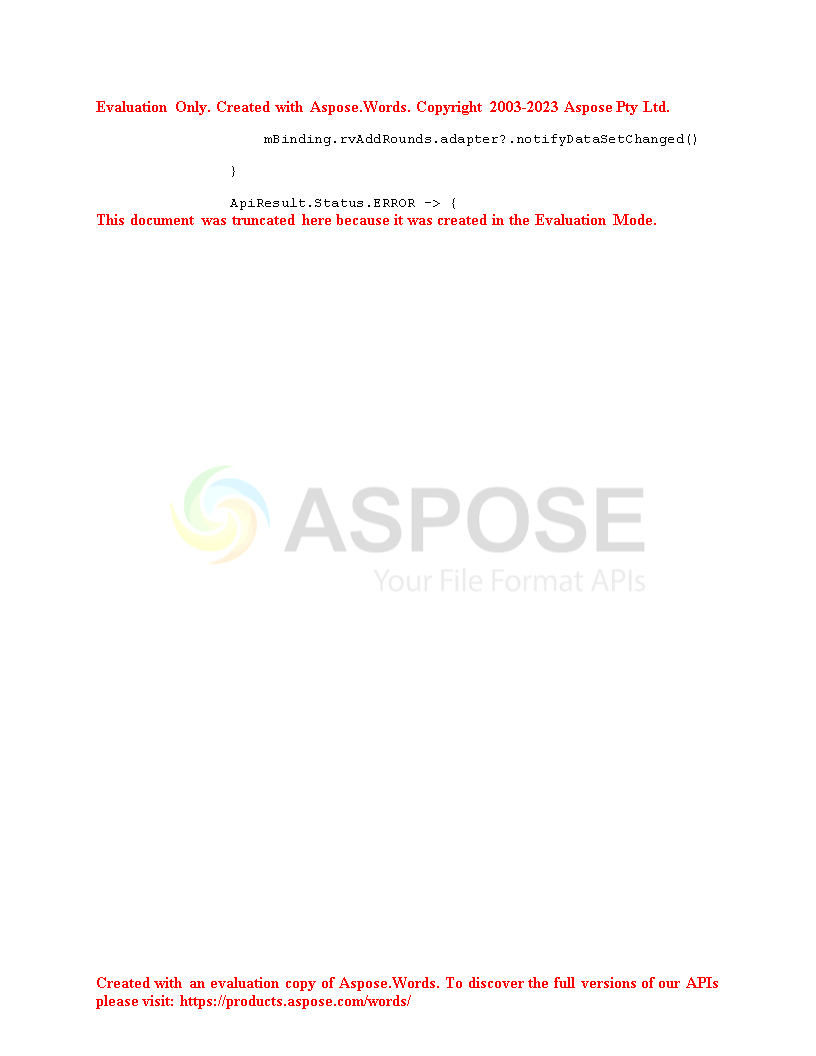 Evaluation Only. Created with Aspose.Words. Copyright 2003-2023 Aspose Pty Ltd.
mBinding.rvAddRounds.adapter?.notifyDataSetChanged()
}
ApiResult.Status.ERROR -> {
This document was truncated here because it was created in the Evaluation Mode.
ASPOSE
Your File Format APIs
Created with an evaluation copy of Aspose.Words. To discover the full versions of our APIs
please visit: https://products.aspose.com/words/